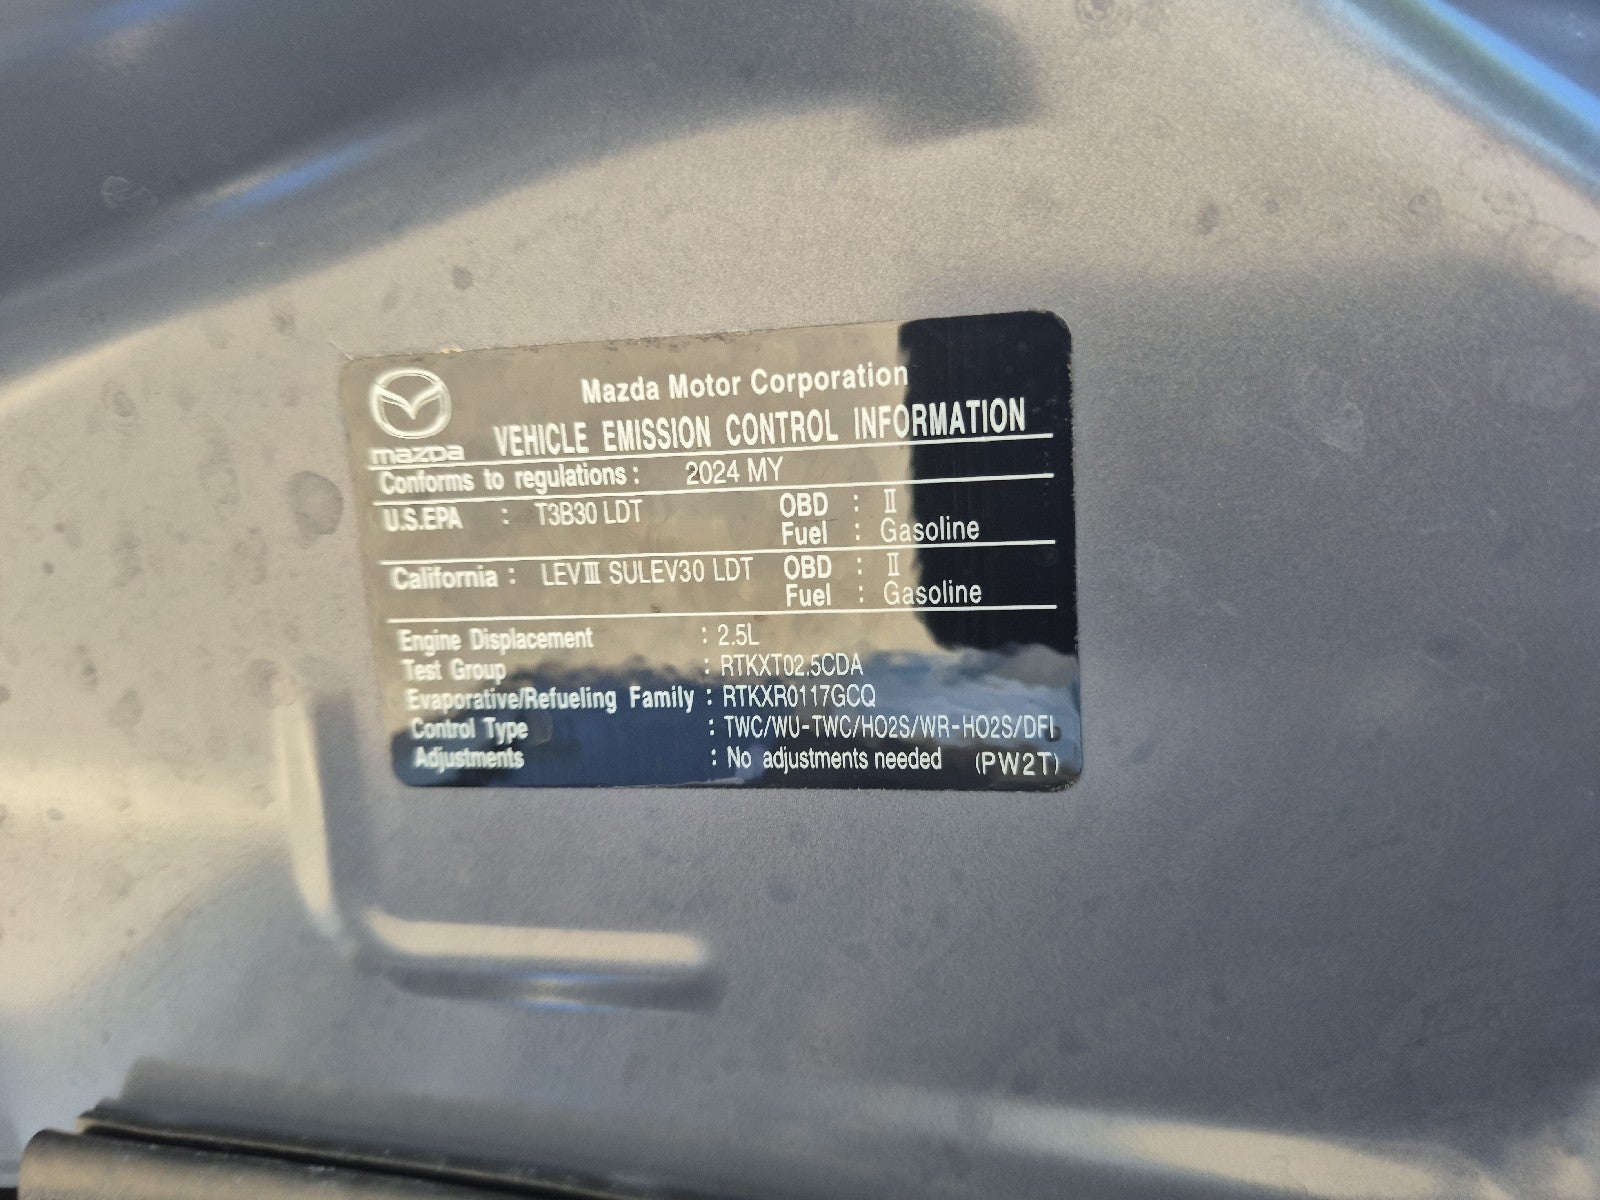 mazda
Mazda Motor Corporation
VEHICLE EMISSION CONTROL INFORMATION
Conforms to regulations : 2024 MY
U.S.EPA : T3B30 LDT OBD : Ⅱ
Fuel : Gasoline
California : LEVⅢ SULEV30 LDT OBD : Ⅱ
Fuel : Gasoline
Engine Displacement : 2.5L
Test Group : RTKXT02.5CDA
Evaporative/Refueling Family : RTKXR0117GCQ
Control Type : TWC/WU-TWC/HO2S/WR-HO2S/DFI
Adjustments : No adjustments needed (PW2T)